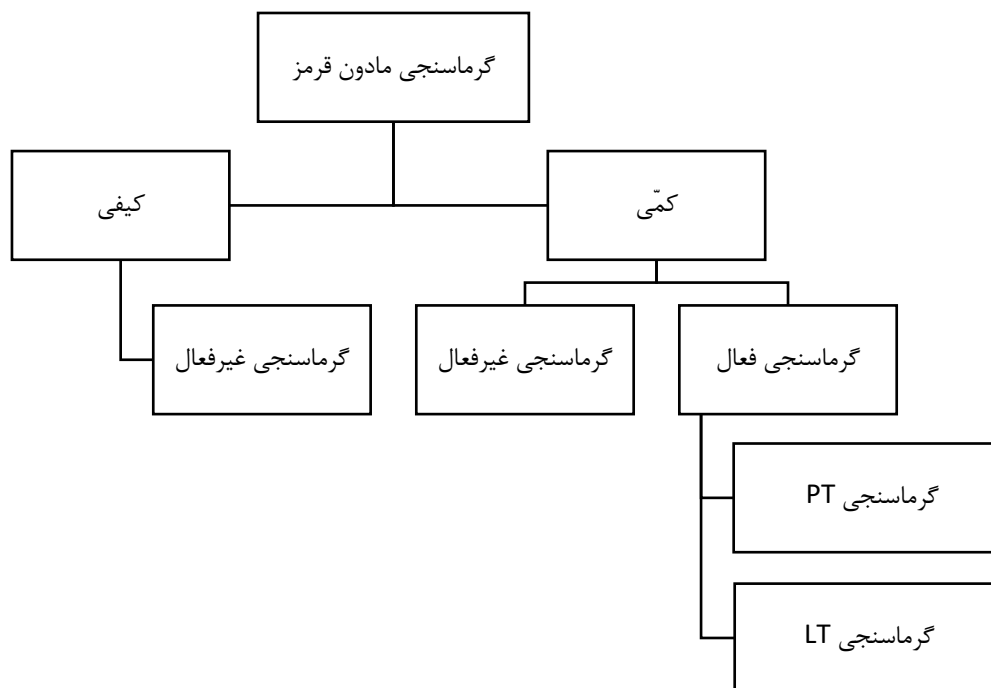 گرماسنجی مادون قرمز
کمّی
کیفی
گرماسنجی فعال
گرماسنجی غیرفعال
گرماسنجی غیرفعال
گرماسنجی PT
گرماسنجی LT